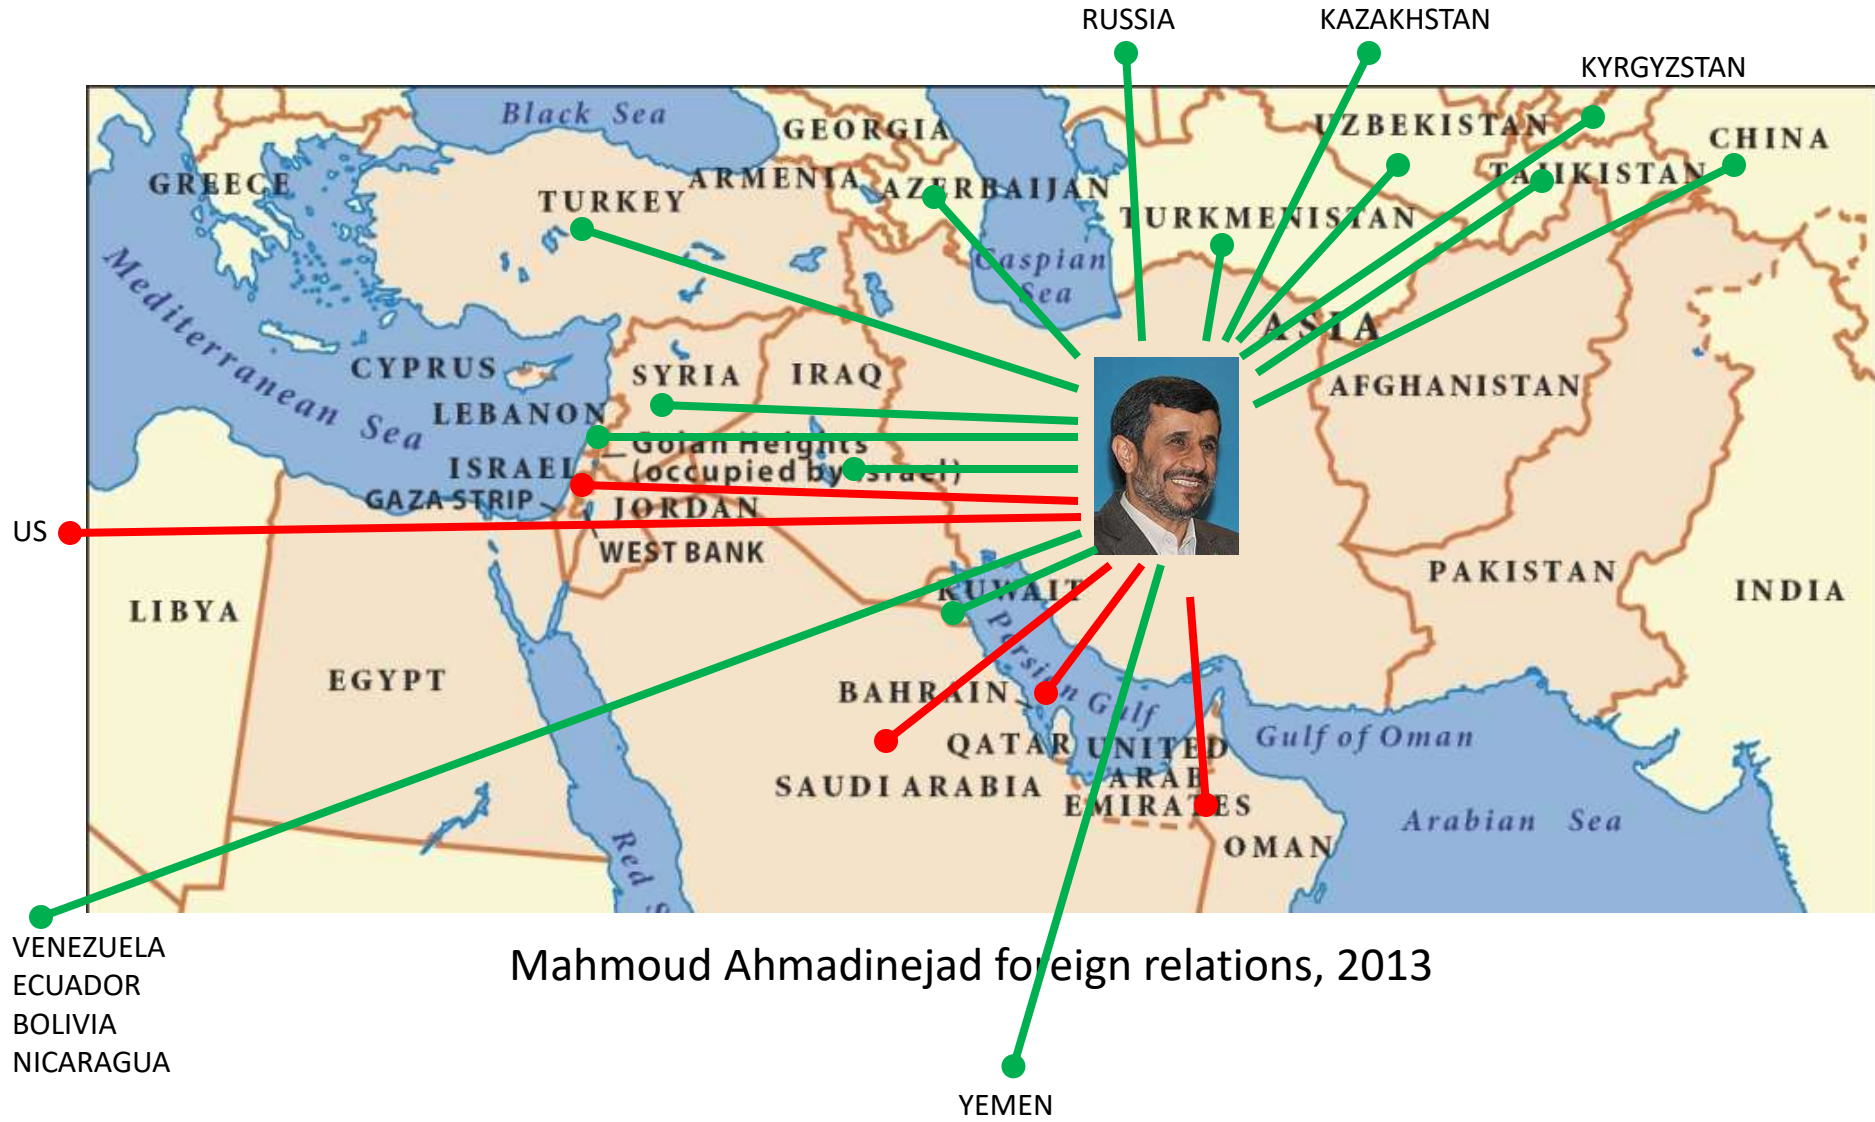 RUSSIA
KAZAKHSTAN
KYRGYZSTAN
Black Sea
GEORGIA
UZBEKISTAN
CHINA
GREECE
TURKEY
ARMENIA
AZERBAIJAN
TAJIKISTAN
TURKMENISTAN
Caspian
Sea
Mediterranean Sea
ASIA
CYPRUS
SYRIA
IRAQ
AFGHANISTAN
LEBANON
Golan Heights
(occupied by Israel)
ISRAEL
GAZA STRIP
JORDAN
US
WEST BANK
KUWAIT
PAKISTAN
INDIA
LIBYA
Persian Gulf
EGYPT
BAHRAIN
QATAR
UNITED
ARAB
EMIRATES
Gulf of Oman
SAUDI ARABIA
Arabian Sea
OMAN
Red S
VENEZUELA
ECUADOR
BOLIVIA
NICARAGUA
Mahmoud Ahmadinejad foreign relations, 2013
YEMEN